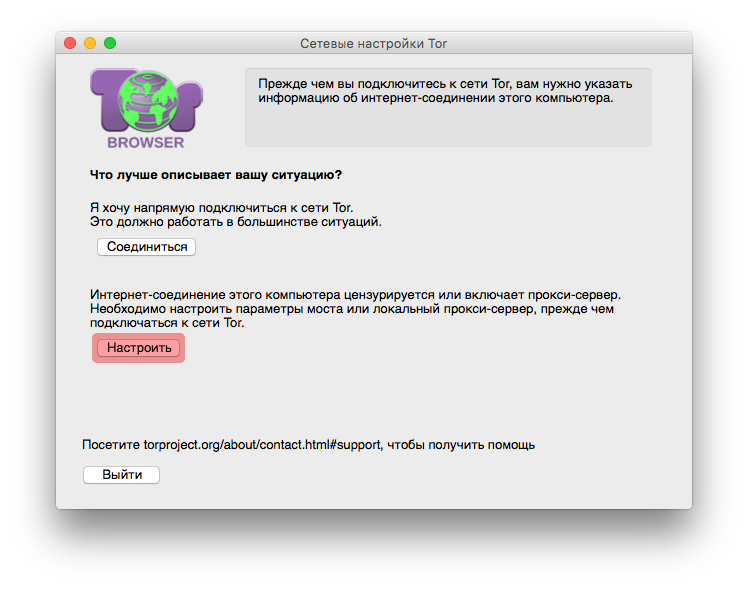 Сетевые настройки Tor
Tor
BROWSER
Прежде чем вы подключитесь к сети Tor, вам нужно указать
информацию об интернет-соединении этого компьютера.
Что лучше описывает вашу ситуацию?
Я хочу напрямую подключиться к сети Tor.
Это должно работать в большинстве ситуаций.
Соединиться
Интернет-соединение этого компьютера цензурируется или включает прокси-сервер.
Необходимо настроить параметры моста или локальный прокси-сервер, прежде чем
подключаться к сети Tor.
Настроить
Посетите torproject.org/about/contact.html#support, чтобы получить помощь
Выйти